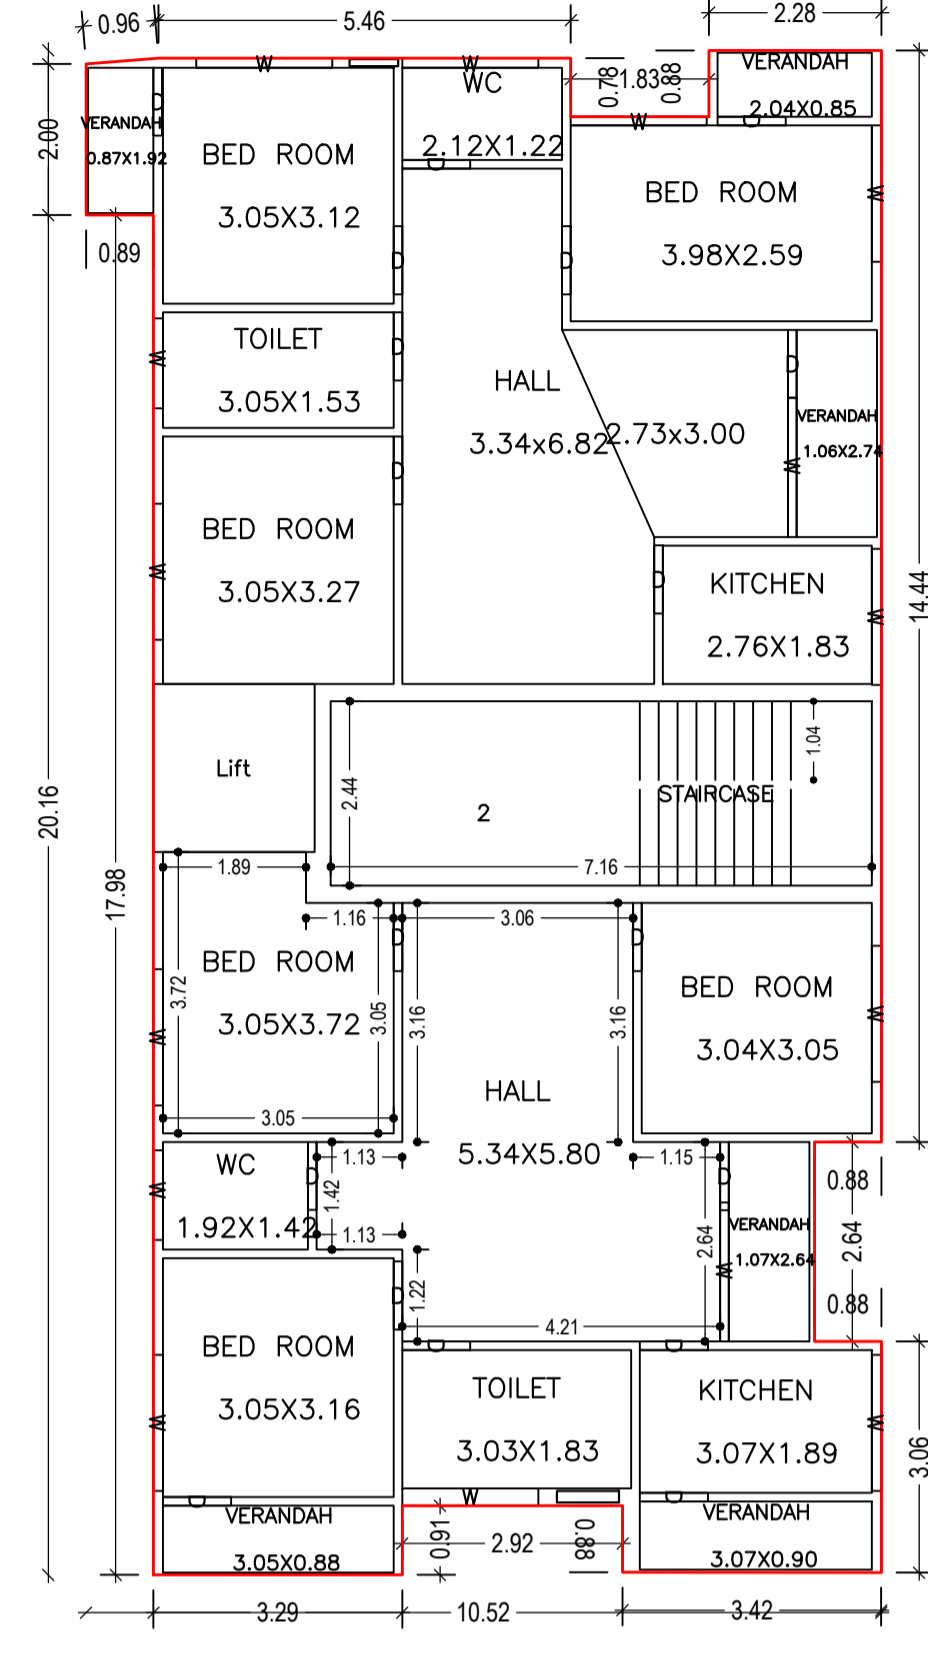 0.96
5.46
2.28
VERANDAH
2.04X0.85
0.78
1.83
0.88
W
W
WC
2.12X1.22
D
W
D
2.00
D
VERANDAH
0.87X1.92
BED ROOM
3.05X3.12
BED ROOM
3.98X2.59
W
0.89
D
D
TOILET
3.05X1.53
W
D
HALL
3.34x6.82
2.73x3.00
D
VERANDAH
1.06X2.74
W
D
BED ROOM
3.05X3.27
W
D
KITCHEN
2.76X1.83
W
14.44
Lift
2.44
2
STAIRCASE
1.04
7.16
20.16
17.98
1.89
1.16
3.06
D
D
BED ROOM
3.05X3.72
3.72
3.05
3.16
3.16
W
3.05
BED ROOM
3.04X3.05
W
HALL
5.34X5.80
WC
1.92X1.42
W
D
1.13
1.42
1.13
1.15
D
VERANDAH
1.07X2.64
2.64
W
0.88
2.64
0.88
1.22
D
4.21
BED ROOM
3.05X3.16
W
D
TOILET
3.03X1.83
D
KITCHEN
3.07X1.89
W
3.06
D
VERANDAH
3.05X0.88
W
0.91
2.92
0.88
D
VERANDAH
3.07X0.90
3.29
10.52
3.42